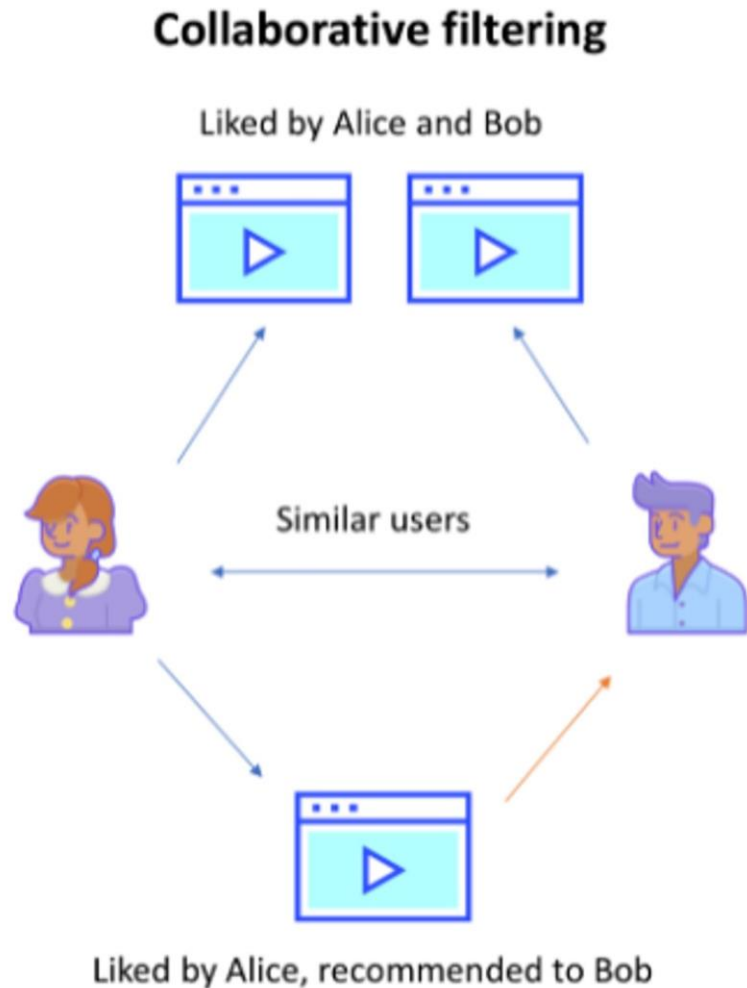 Collaborative filtering
Liked by Alice and Bob
Similar users
Liked by Alice, recommended to Bob